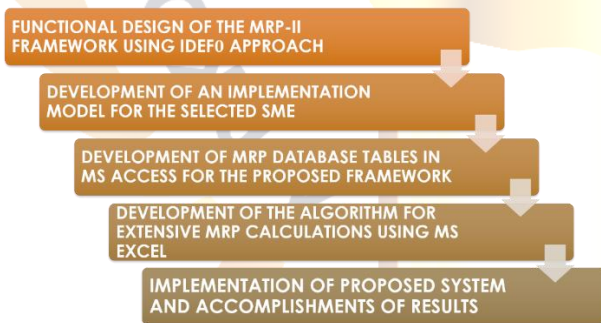 FUNCTIONAL DESIGN OF THE MRP-II
FRAMEWORK USING IDEF0 APPROACH
DEVELOPMENT OF AN IMPLEMENTATION
MODEL FOR THE SELECTED SME
DEVELOPMENT OF MRP DATABASE TABLES IN
MS ACCESS FOR THE PROPOSED FRAMEWORK
DEVELOPMENT OF THE ALGORITHM FOR
EXTENSIVE MRP CALCULATIONS USING MS
EXCEL
IMPLEMENTATION OF PROPOSED SYSTEM
AND ACCOMPLISHMENTS OF RESULTS